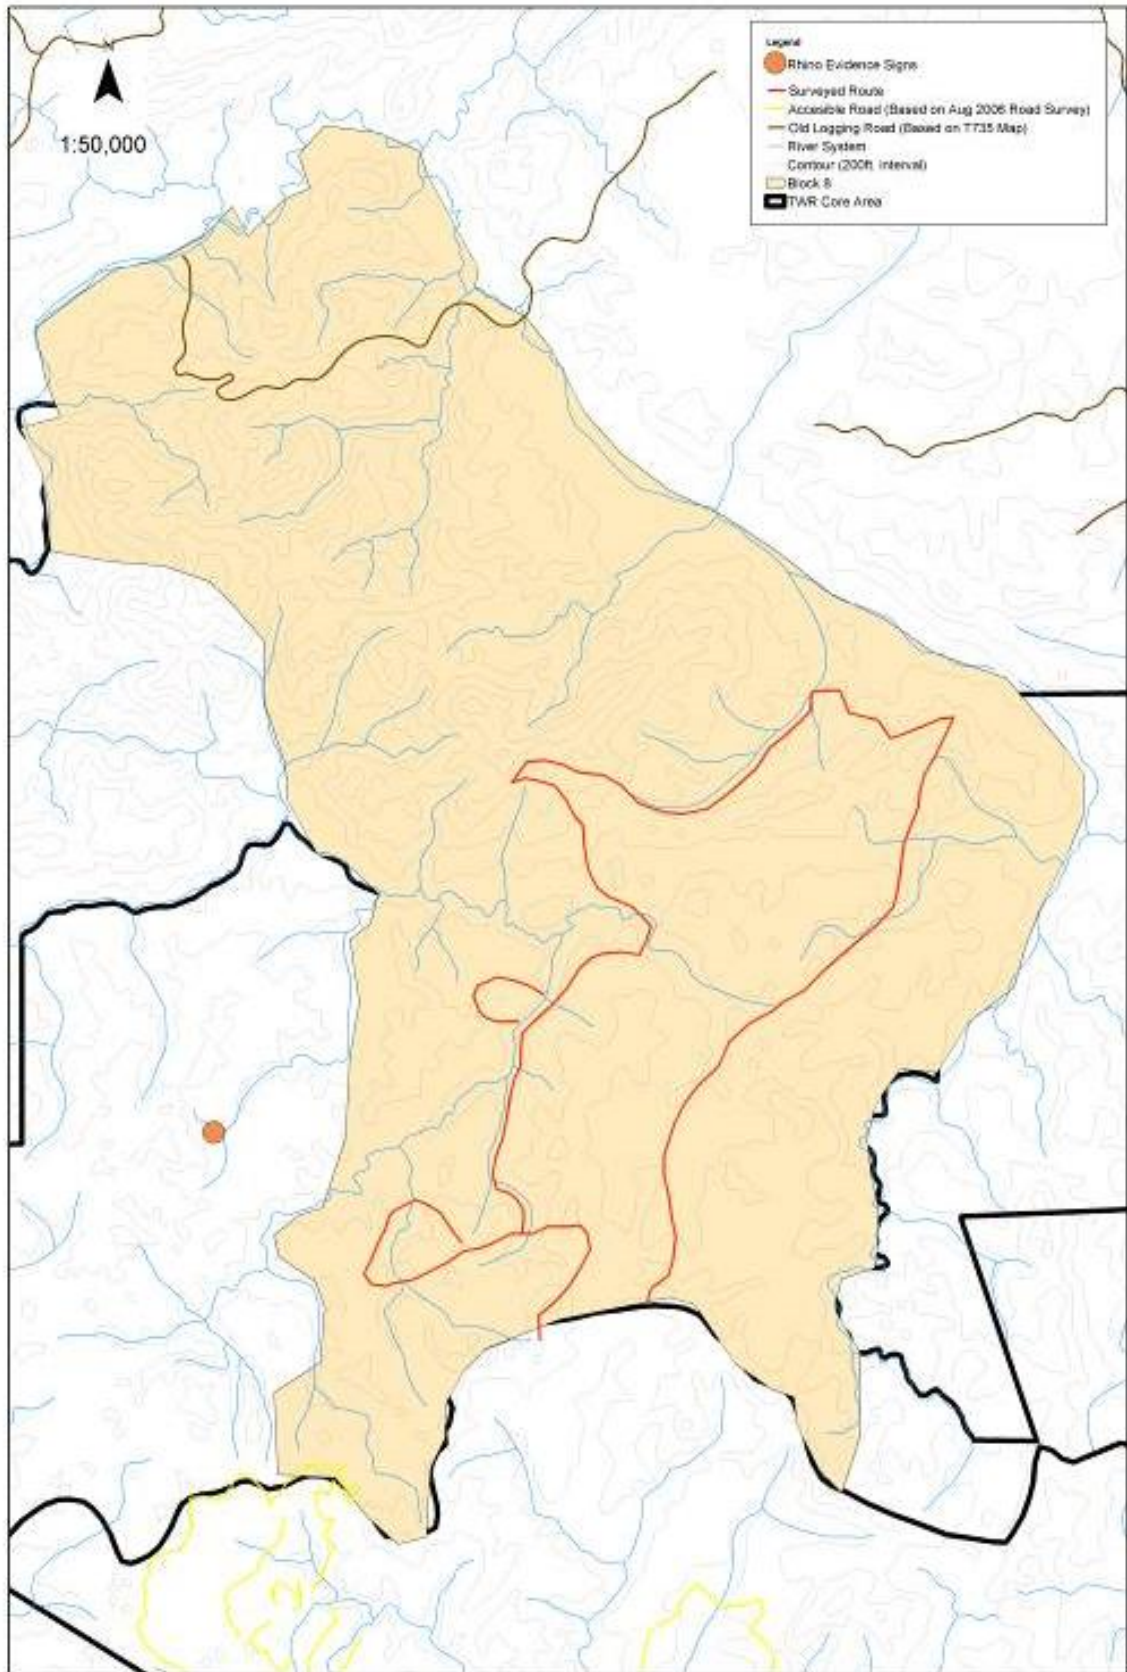 1:50,000
Legend
Rhino Evidence Signs
Surveyed Route
Accesible Road (Based on Aug 2006 Road Survey)
Old Logging Road (Based on T735 Map)
River System
Contour (200ft. Interval)
Block 8
TWR Core Area